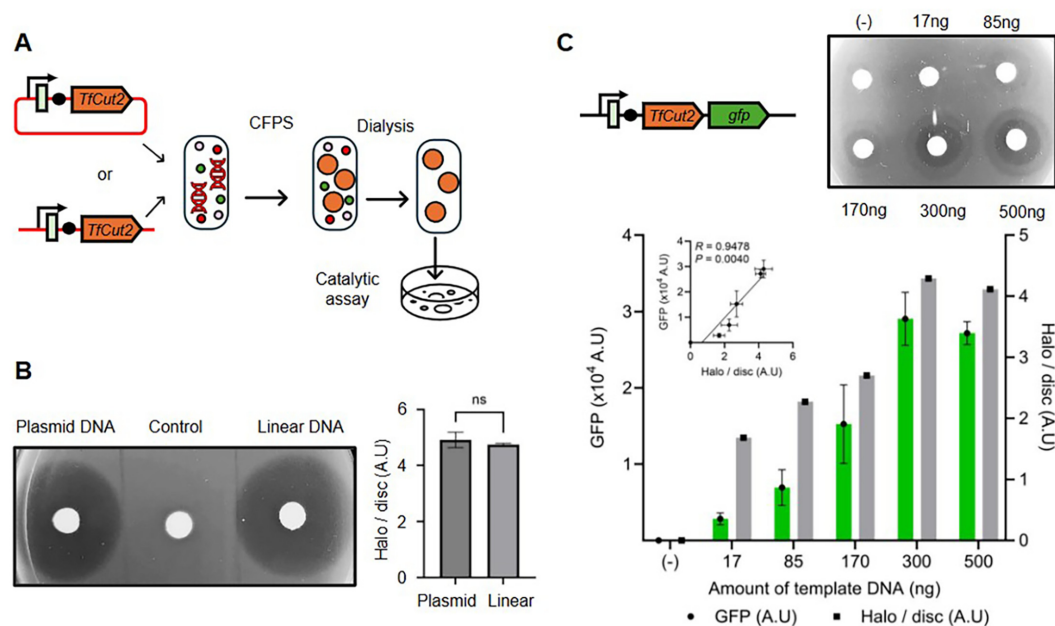 A
TfCut2
or
TfCut2
CFPS
Dialysis
Catalytic
assay
B
Plasmid DNA
Control
Linear DNA
Halo / disc (A.U)
6
4
2
0
ns
Plasmid
Linear
C
TfCut2
gfp
(-)
17ng
85ng
170ng
300ng
500ng
GFP (x10⁴ A.U)
4
3
2
1
R = 0.9478
P = 0.0040
GFP (x10⁴ A.U)
4
3
2
1
0
2
4
6
Halo / disc (A.U)
5
4
3
2
1
0
Halo / disc (A.U)
(-)
17
85
170
300
500
Amount of template DNA (ng)
GFP (A.U)
Halo / disc (A.U)